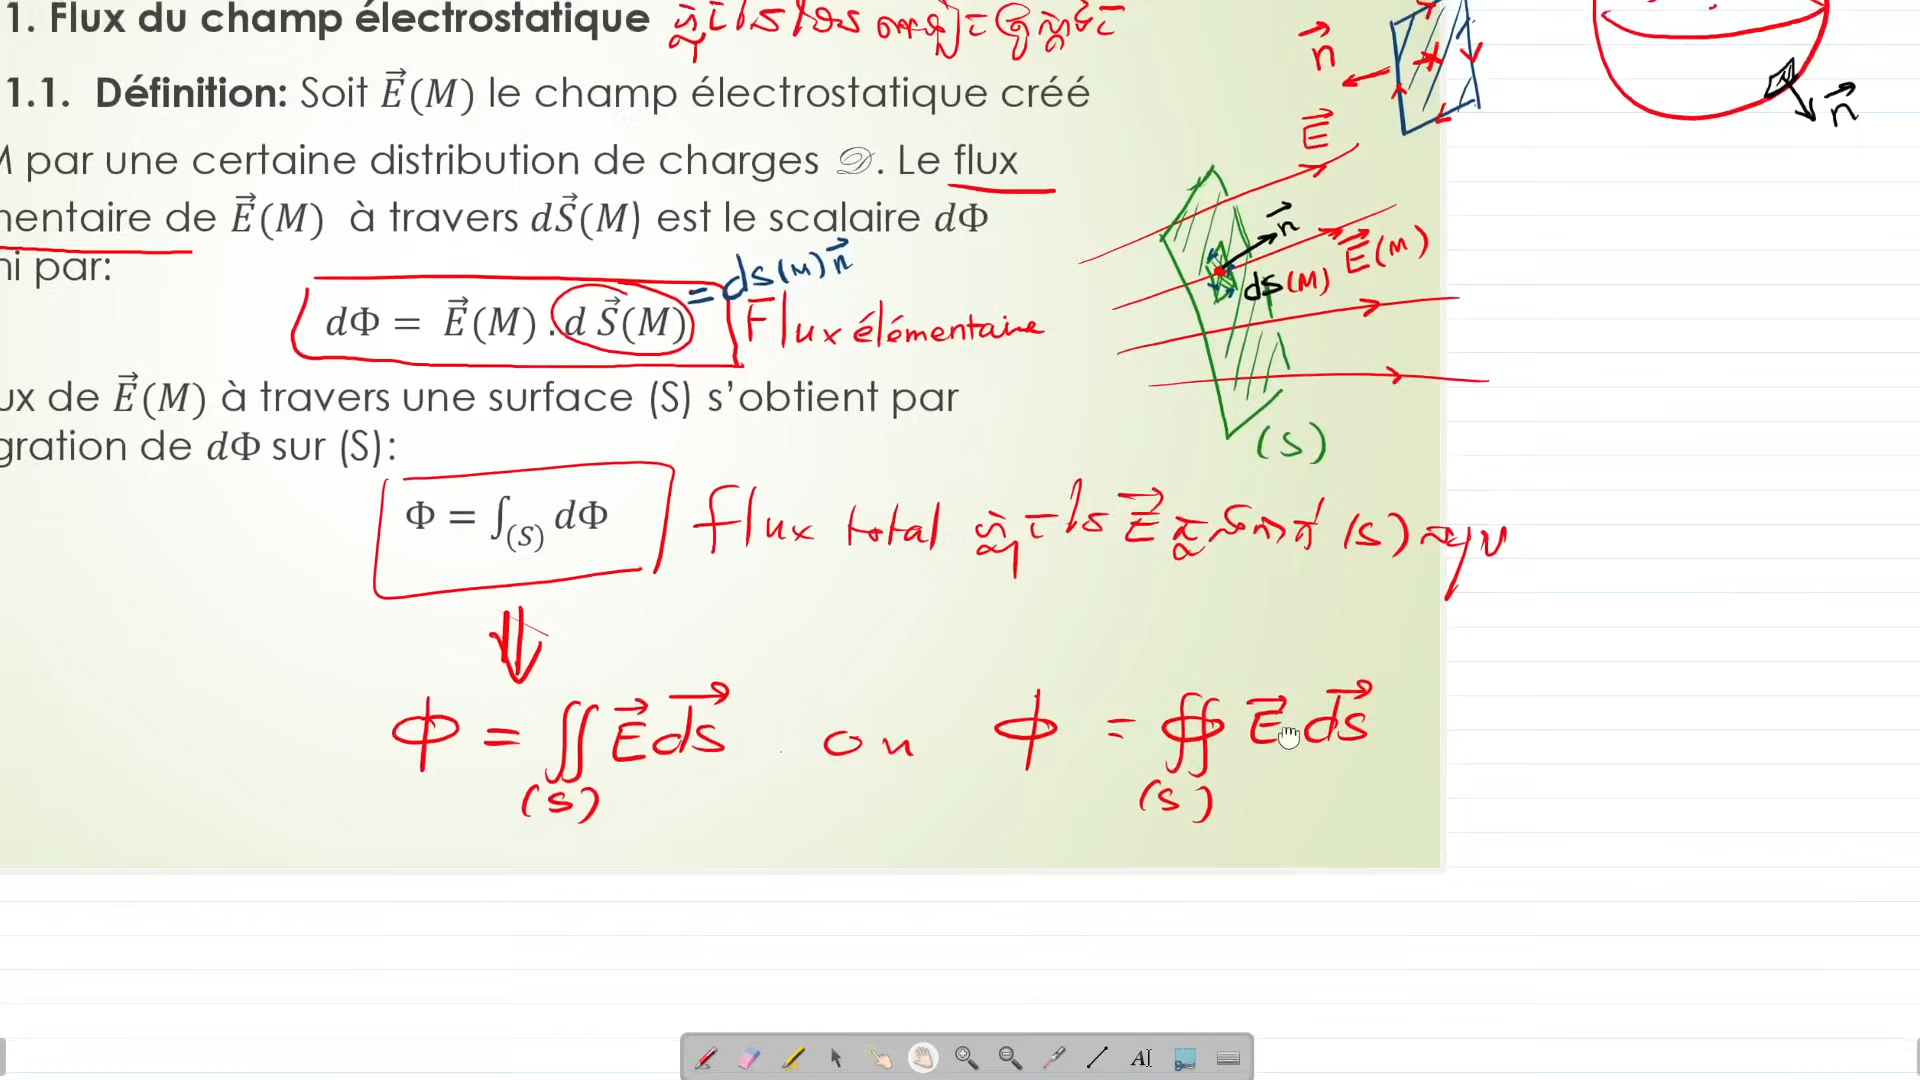 1. Flux du champ électrostatique
n⃗
1.1. Définition: Soit E⃗(M) le champ électrostatique créé
n⃗
E⃗
M par une certaine distribution de charges 𝒟. Le flux
mentaire de E⃗(M) à travers dS⃗(M) est le scalaire dΦ
n⃗
E⃗(M)
ni par:
= ds(M) n⃗
ds(M)
dΦ = E⃗(M) . d S⃗(M)
Flux élémentaire
ux de E⃗(M) à travers une surface (S) s’obtient par
gration de dΦ sur (S):
(S)
Φ = ∫(S) dΦ
flux total
E⃗
(S)
ϕ = ∬(S) E⃗ ds⃗ ou ϕ = ∯(S) E⃗ ds⃗